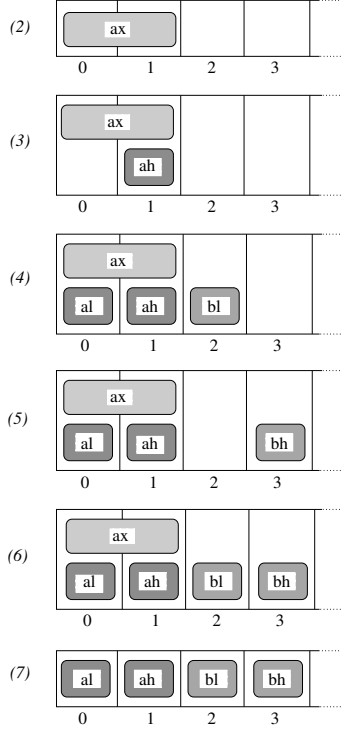 (2)
ax
0 1 2 3
(3)
ax
ah
0 1 2 3
(4)
ax
al ah bl
0 1 2 3
(5)
ax
al ah bh
0 1 2 3
(6)
ax
al ah bl bh
0 1 2 3
(7)
al ah bl bh
0 1 2 3